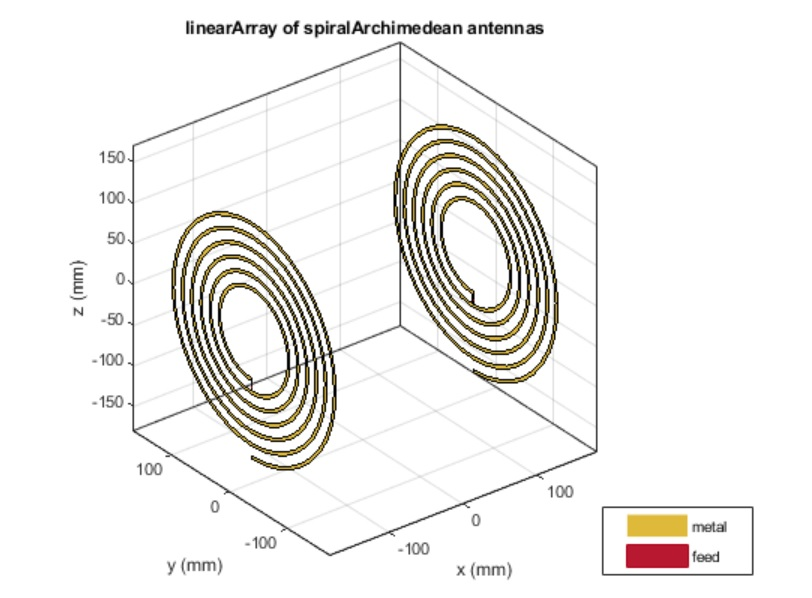 linearArray of spiralArchimedean antennas
150
100
50
0
-50
-100
-150
z (mm)
100
0
-100
y (mm)
-100
0
100
x (mm)
metal
feed